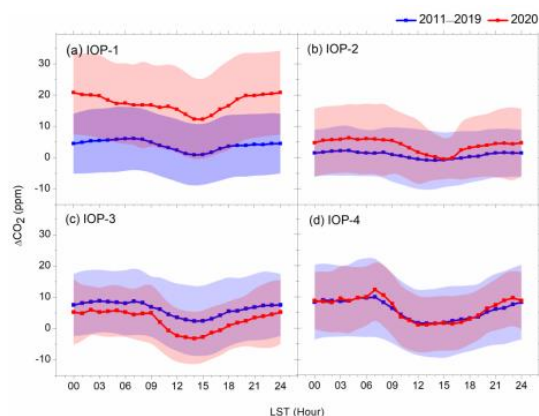 2011–2019 2020
(a) IOP-1 (b) IOP-2
30
20
10
0
-10
(c) IOP-3 (d) IOP-4
30
20
10
0
-10
ΔCO₂ (ppm)
00 03 06 09 12 15 18 21 24 00 03 06 09 12 15 18 21 24
LST (Hour)